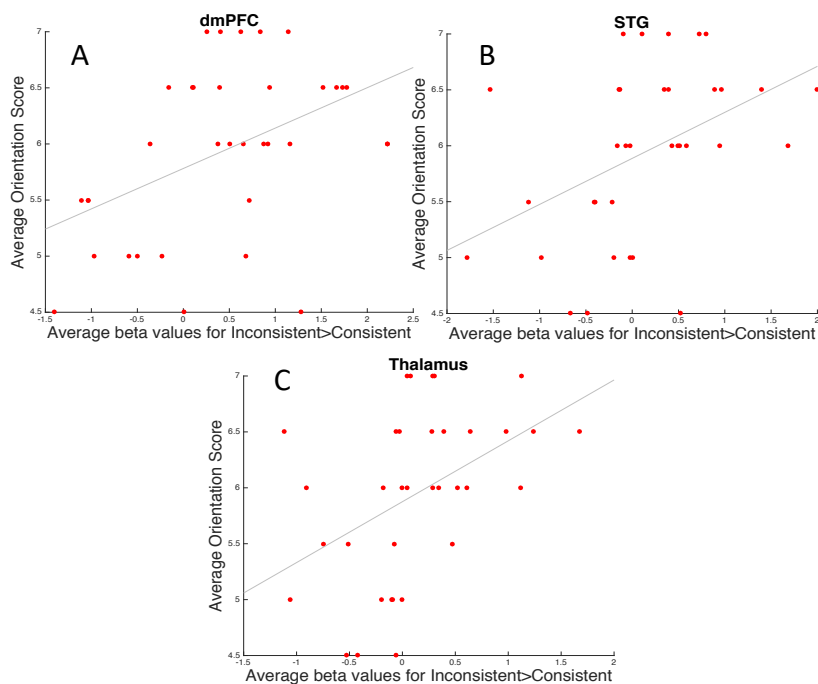 dmPFC
A
Average Orientation Score
7
6.5
6
5.5
5
4.5
-1.5 -1 -0.5 0 0.5 1 1.5 2 2.5
Average beta values for Inconsistent>Consistent
STG
B
Average Orientation Score
7
6.5
6
5.5
5
4.5
-2 -1.5 -1 -0.5 0 0.5 1 1.5 2
Average beta values for Inconsistent>Consistent
Thalamus
C
Average Orientation Score
7
6.5
6
5.5
5
4.5
-1.5 -1 -0.5 0 0.5 1 1.5 2
Average beta values for Inconsistent>Consistent